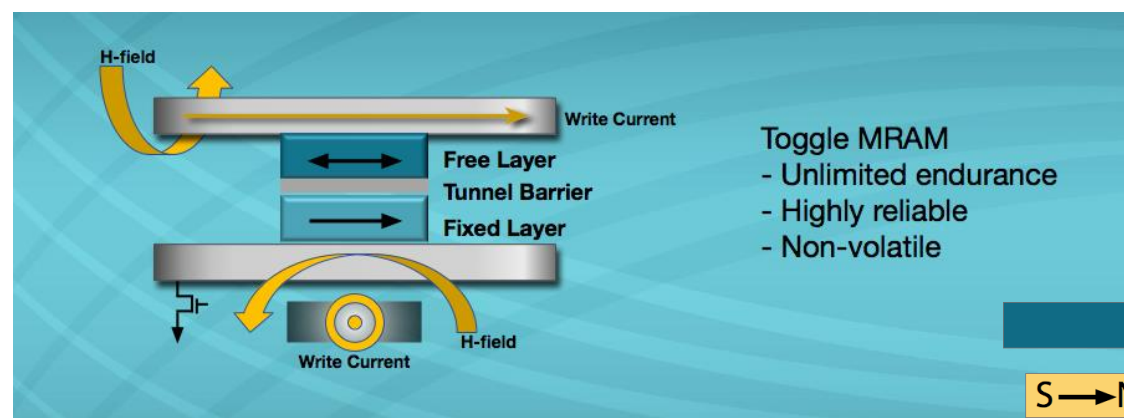 H-field
Write Current
Free Layer
Tunnel Barrier
Fixed Layer
H-field
Write Current
Toggle MRAM
- Unlimited endurance
- Highly reliable
- Non-volatile
S